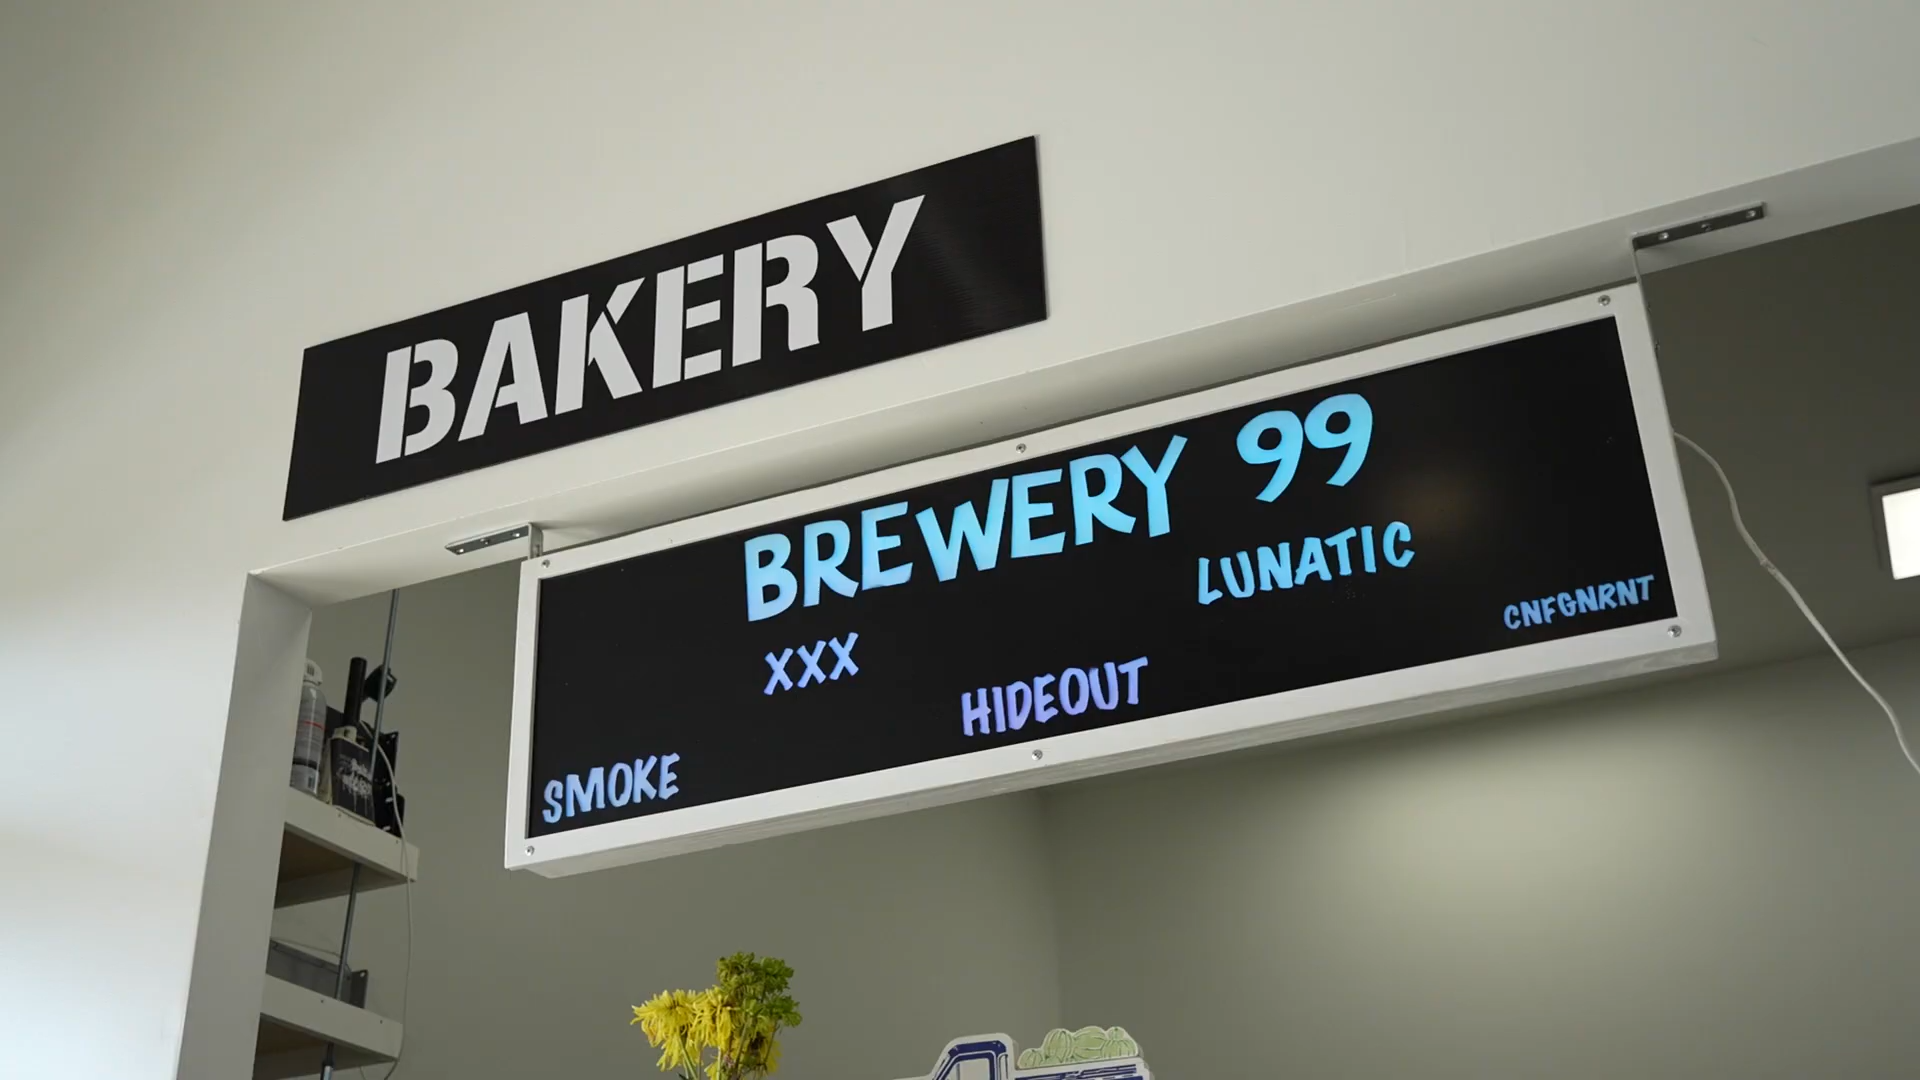 BAKERY
BREWERY 99
LUNATIC
CNFGNRNT
XXX
HIDEOUT
SMOKE